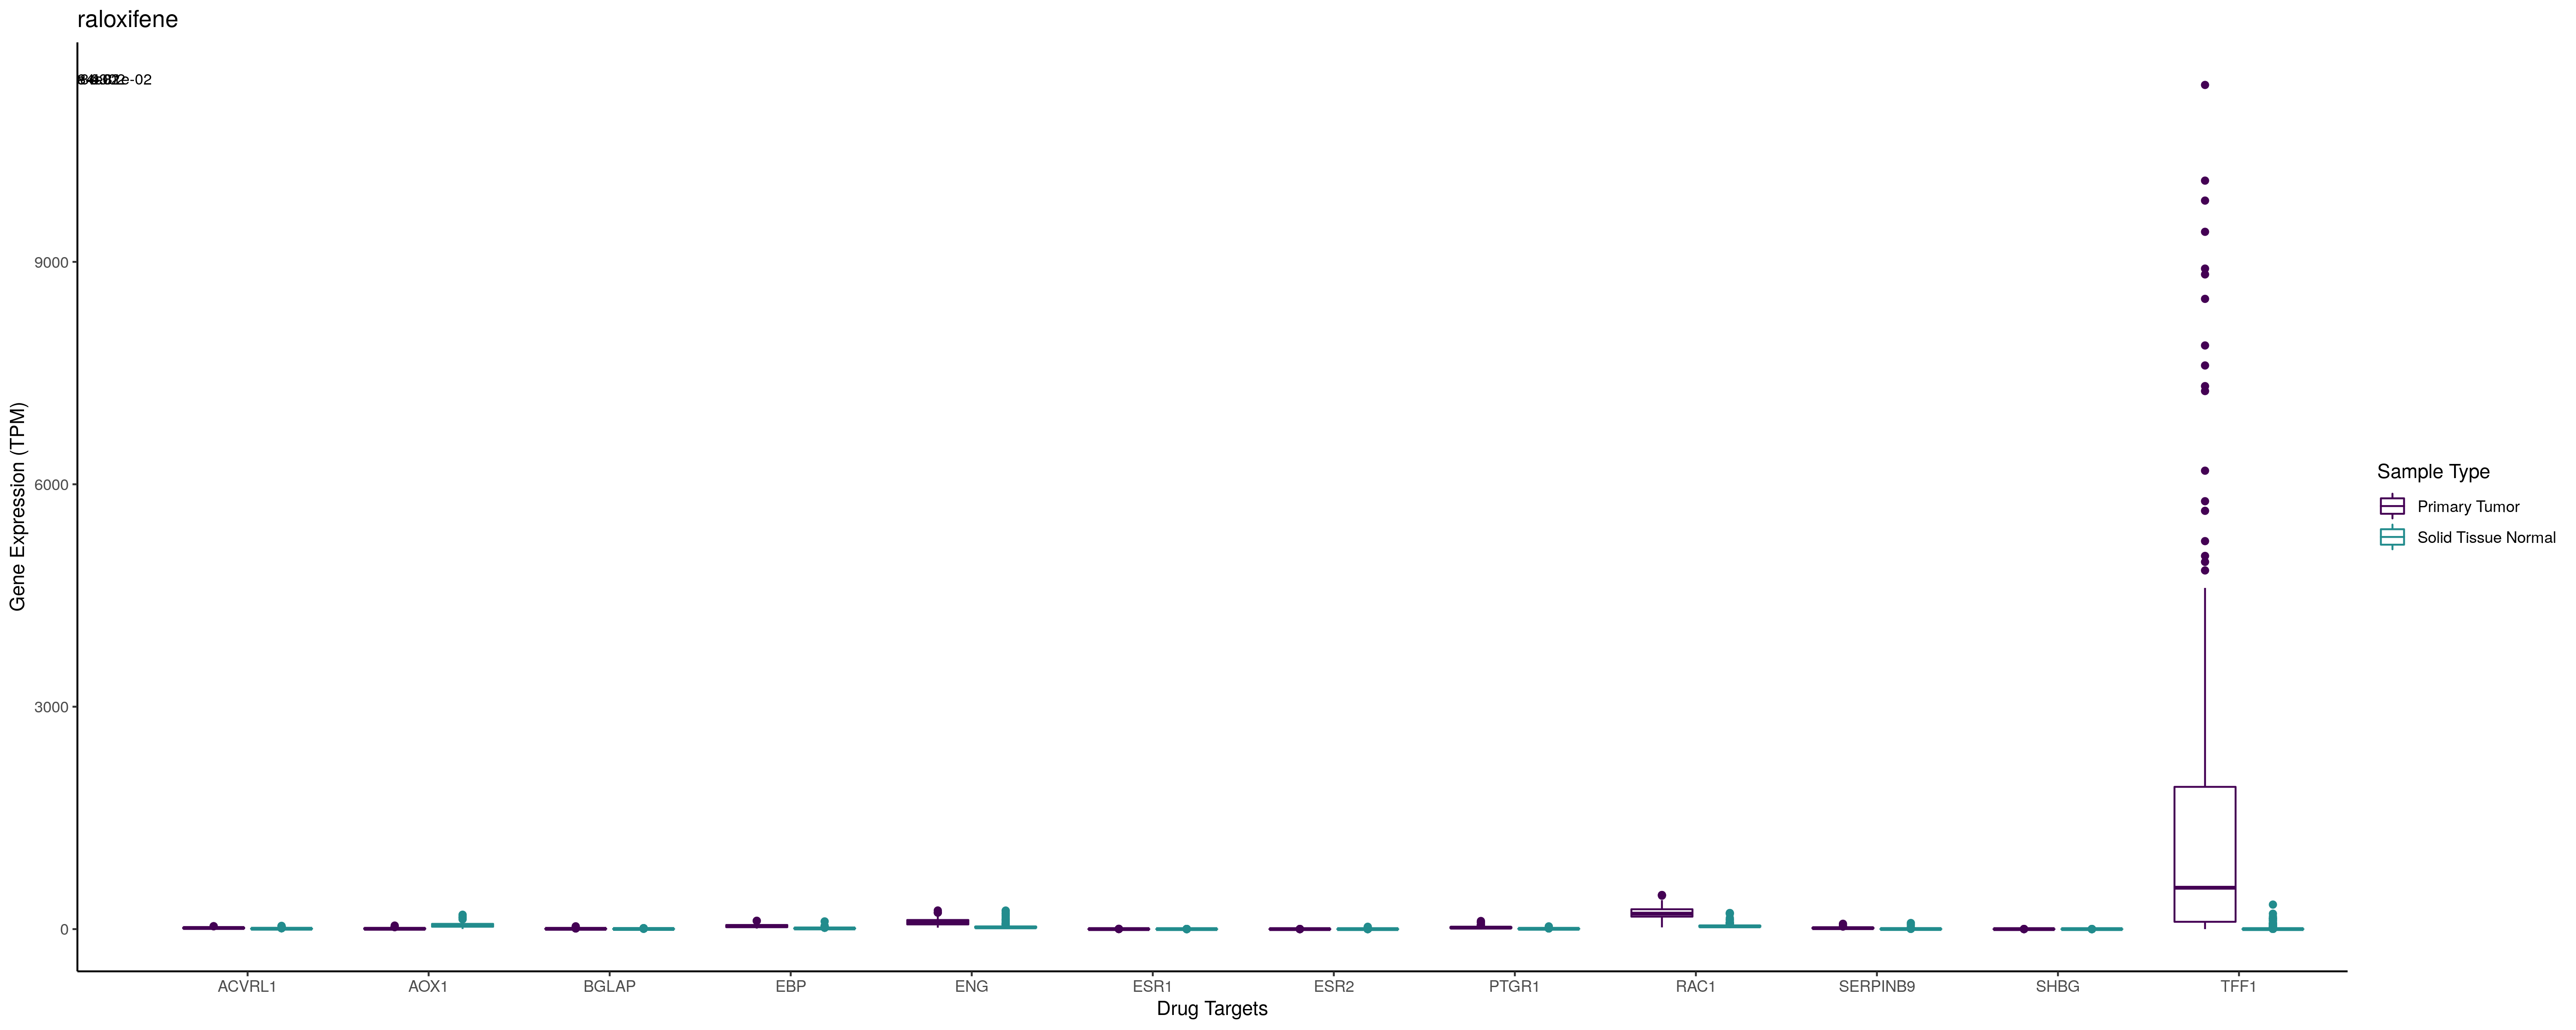 raloxifene
9000
6000
3000
0
Gene Expression (TPM)
ACVRL1 AOX1 BGLAP EBP ENG ESR1 ESR2 PTGR1 RAC1 SERPINB9 SHBG TFF1
Drug Targets
Sample Type
Primary Tumor
Solid Tissue Normal